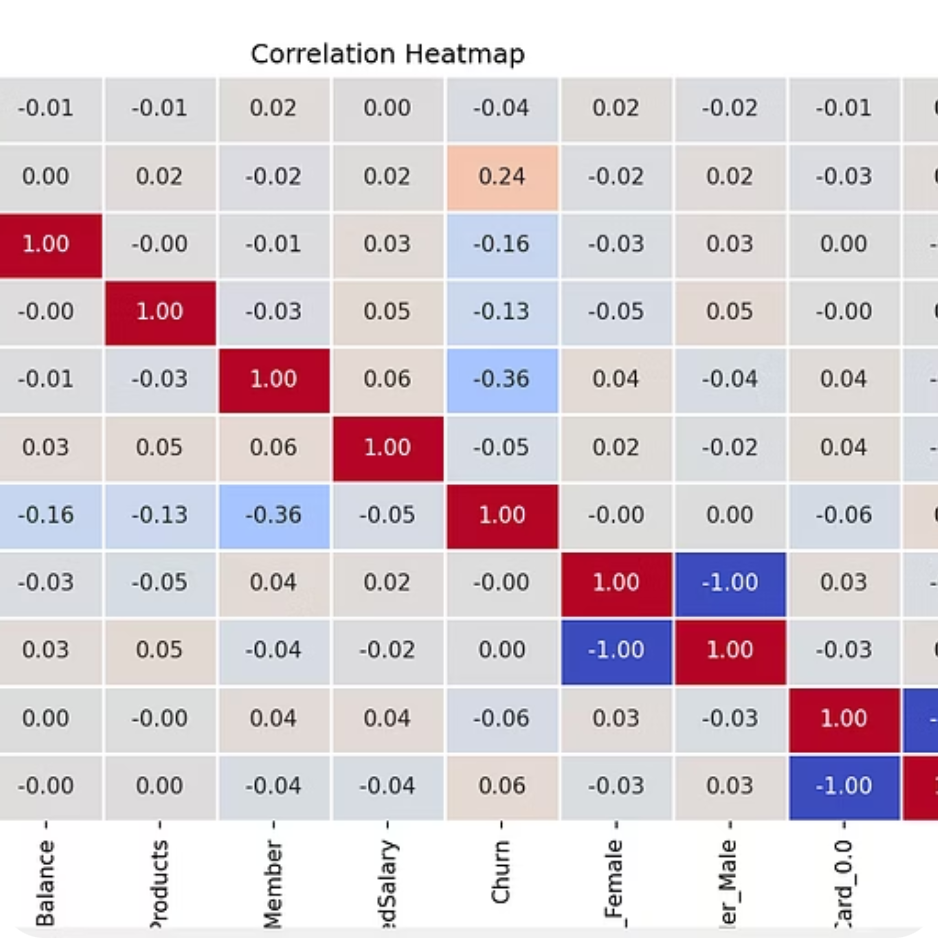 Correlation Heatmap
-0.01 -0.01 0.02 0.00 -0.04 0.02 -0.02 -0.01
0.00 0.02 -0.02 0.02 0.24 -0.02 0.02 -0.03
1.00 -0.00 -0.01 0.03 -0.16 -0.03 0.03 0.00
-0.00 1.00 -0.03 0.05 -0.13 -0.05 0.05 -0.00
-0.01 -0.03 1.00 0.06 -0.36 0.04 -0.04 0.04
0.03 0.05 0.06 1.00 -0.05 0.02 -0.02 0.04
-0.16 -0.13 -0.36 -0.05 1.00 -0.00 0.00 -0.06
-0.03 -0.05 0.04 0.02 -0.00 1.00 -1.00 0.03
0.03 0.05 -0.04 -0.02 0.00 -1.00 1.00 -0.03
0.00 -0.00 0.04 0.04 -0.06 0.03 -0.03 1.00
-0.00 0.00 -0.04 -0.04 0.06 -0.03 0.03 -1.00
Balance
Products
Member
edSalary
Churn
_Female
er_Male
Card_0.0